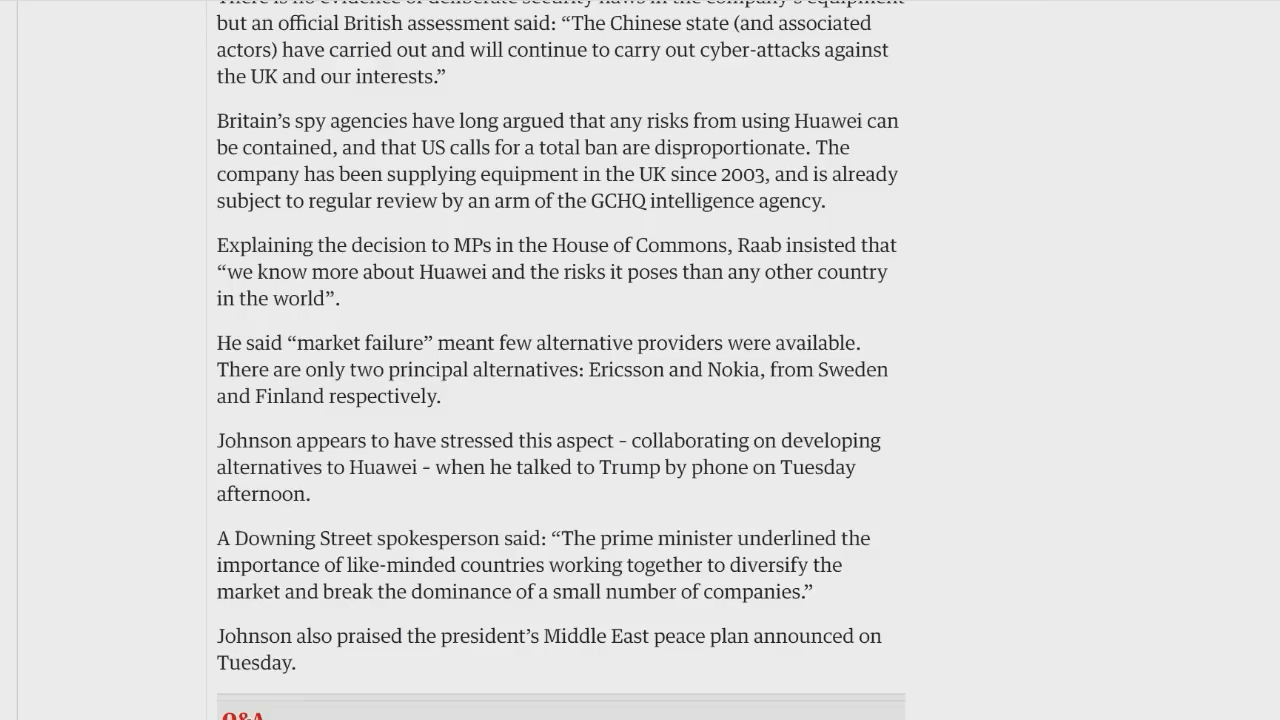 but an official British assessment said: “The Chinese state (and associated
actors) have carried out and will continue to carry out cyber-attacks against
the UK and our interests.”
Britain’s spy agencies have long argued that any risks from using Huawei can
be contained, and that US calls for a total ban are disproportionate. The
company has been supplying equipment in the UK since 2003, and is already
subject to regular review by an arm of the GCHQ intelligence agency.
Explaining the decision to MPs in the House of Commons, Raab insisted that
“we know more about Huawei and the risks it poses than any other country
in the world”.
He said “market failure” meant few alternative providers were available.
There are only two principal alternatives: Ericsson and Nokia, from Sweden
and Finland respectively.
Johnson appears to have stressed this aspect – collaborating on developing
alternatives to Huawei – when he talked to Trump by phone on Tuesday
afternoon.
A Downing Street spokesperson said: “The prime minister underlined the
importance of like-minded countries working together to diversify the
market and break the dominance of a small number of companies.”
Johnson also praised the president’s Middle East peace plan announced on
Tuesday.
Q&A